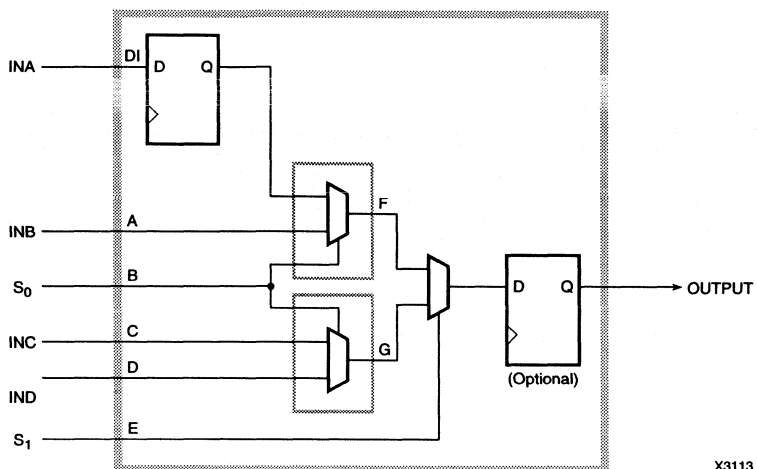 INA DI D Q
INB A F
S0 B D Q OUTPUT
INC C G
D (Optional)
IND
S1 E
X3113